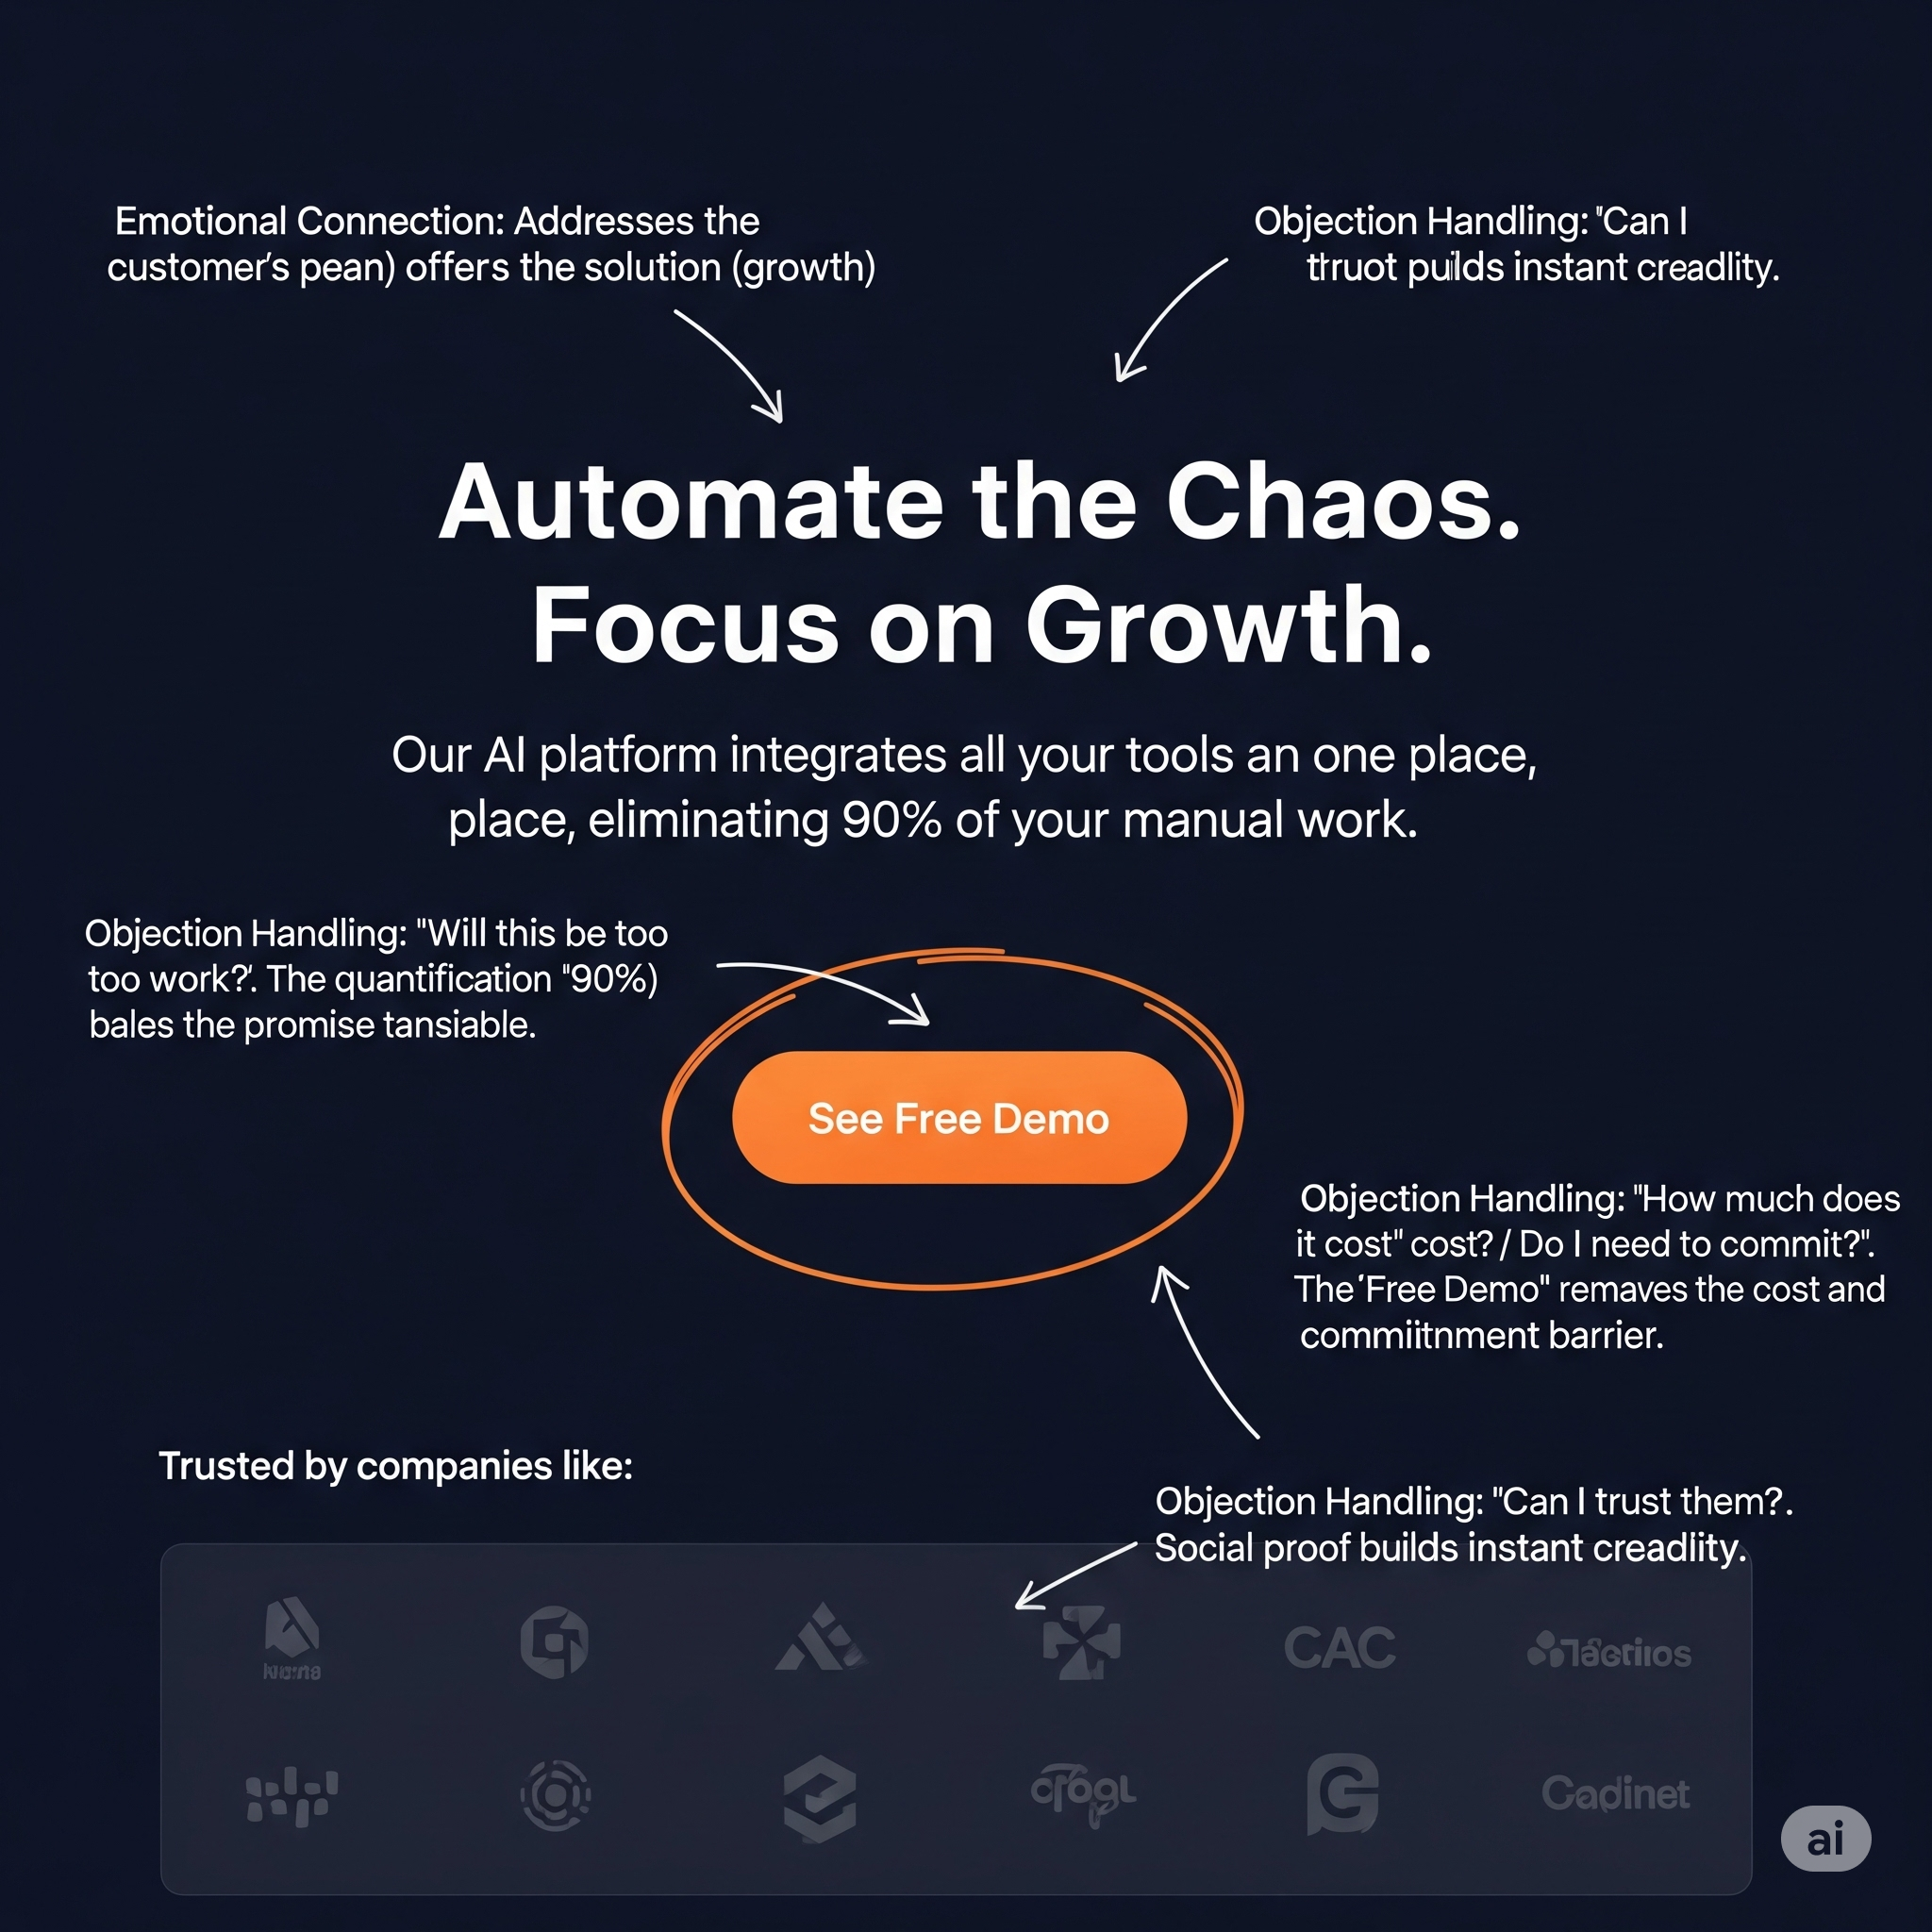 Emotional Connection: Addresses the
customer's pean) offers the solution (growth)
Objection Handling: "Can I
truot puilds instant creadlity.
Automate the Chaos.
Focus on Growth.
Our AI platform integrates all your tools an one place,
place, eliminating 90% of your manual work.
Objection Handling: "Will this be too
too work?'. The quantification "90%)
bales the promise tansiable.
See Free Demo
Objection Handling: "How much does
it cost" cost? / Do I need to commit?".
The 'Free Demo" remaves the cost and
commiitnment barrier.
Trusted by companies like:
Objection Handling: "Can I trust them?.
Social proof builds instant creadlity.
CAC
G
Cadinet
ai